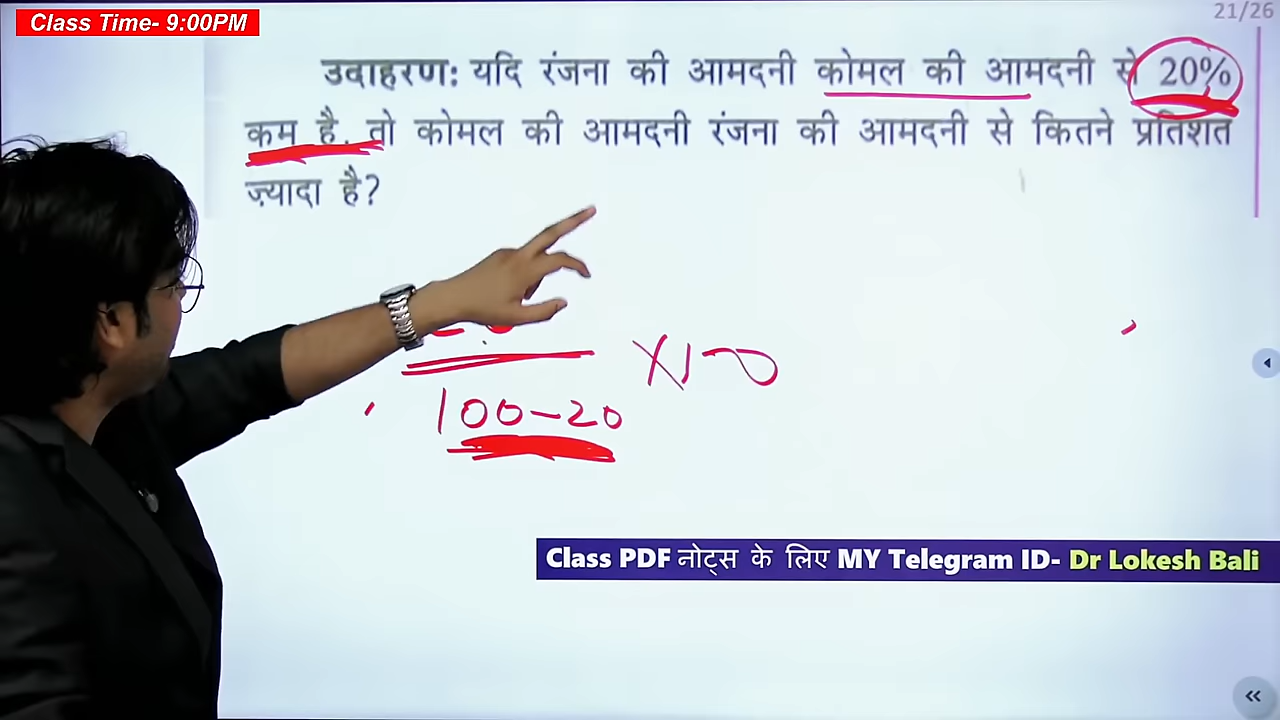 Class Time- 9:00PM
21/26
उदाहरण: यदि रंजना की आमदनी कोमल की आमदनी से 20%
कम है. तो कोमल की आमदनी रंजना की आमदनी से कितने प्रतिशत
ज़्यादा है?
×100
100-20
Class PDF नोट्स के लिए MY Telegram ID- Dr Lokesh Bali